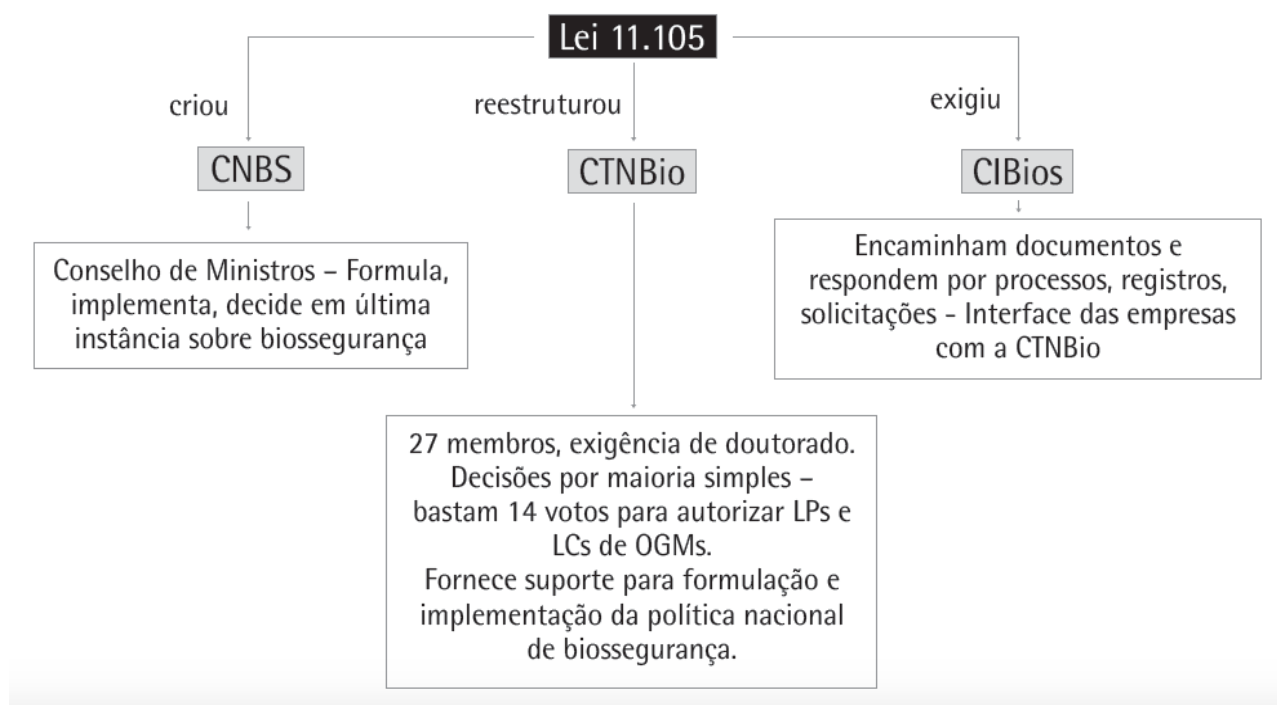 Lei 11.105
criou
reestruturou
exigiu
CNBS
CTNBio
CIBios
Conselho de Ministros – Formula,
implementa, decide em última
instância sobre biossegurança
Encaminham documentos e
respondem por processos, registros,
solicitações - Interface das empresas
com a CTNBio
27 membros, exigência de doutorado.
Decisões por maioria simples –
bastam 14 votos para autorizar LPs e
LCs de OGMs.
Fornece suporte para formulação e
implementação da política nacional
de biossegurança.